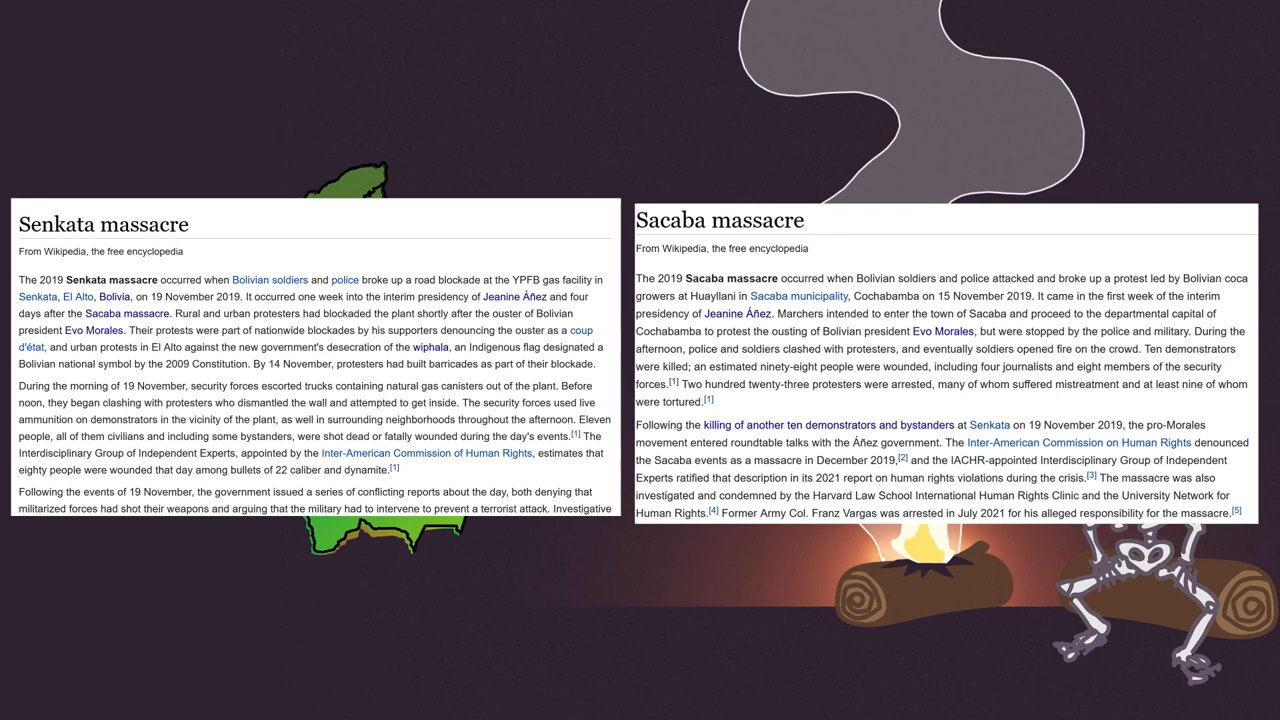 Senkata massacre
From Wikipedia, the free encyclopedia
The 2019 Senkata massacre occurred when Bolivian soldiers and police broke up a road blockade at the YPFB gas facility in
Senkata, El Alto, Bolivia, on 19 November 2019. It occurred one week into the interim presidency of Jeanine Áñez and four
days after the Sacaba massacre. Rural and urban protesters had blockaded the plant shortly after the ouster of Bolivian
president Evo Morales. Their protests were part of nationwide blockades by his supporters denouncing the ouster as a coup
d'état, and urban protests in El Alto against the new government's desecration of the wiphala, an Indigenous flag designated a
Bolivian national symbol by the 2009 Constitution. By 14 November, protesters had built barricades as part of their blockade.
During the morning of 19 November, security forces escorted trucks containing natural gas canisters out of the plant. Before
noon, they began clashing with protesters who dismantled the wall and attempted to get inside. The security forces used live
ammunition on demonstrators in the vicinity of the plant, as well in surrounding neighborhoods throughout the afternoon. Eleven
people, all of them civilians and including some bystanders, were shot dead or fatally wounded during the day's events.[1] The
Interdisciplinary Group of Independent Experts, appointed by the Inter-American Commission of Human Rights, estimates that
eighty people were wounded that day among bullets of 22 caliber and dynamite.[1]
Following the events of 19 November, the government issued a series of conflicting reports about the day, both denying that
militarized forces had shot their weapons and arguing that the military had to intervene to prevent a terrorist attack. Investigative
Sacaba massacre
From Wikipedia, the free encyclopedia
The 2019 Sacaba massacre occurred when Bolivian soldiers and police attacked and broke up a protest led by Bolivian coca
growers at Huayllani in Sacaba municipality, Cochabamba on 15 November 2019. It came in the first week of the interim
presidency of Jeanine Áñez. Marchers intended to enter the town of Sacaba and proceed to the departmental capital of
Cochabamba to protest the ousting of Bolivian president Evo Morales, but were stopped by the police and military. During the
afternoon, police and soldiers clashed with protesters, and eventually soldiers opened fire on the crowd. Ten demonstrators
were killed; an estimated ninety-eight people were wounded, including four journalists and eight members of the security
forces.[1] Two hundred twenty-three protesters were arrested, many of whom suffered mistreatment and at least nine of whom
were tortured.[1]
Following the killing of another ten demonstrators and bystanders at Senkata on 19 November 2019, the pro-Morales
movement entered roundtable talks with the Áñez government. The Inter-American Commission on Human Rights denounced
the Sacaba events as a massacre in December 2019,[2] and the IACHR-appointed Interdisciplinary Group of Independent
Experts ratified that description in its 2021 report on human rights violations during the crisis.[3] The massacre was also
investigated and condemned by the Harvard Law School International Human Rights Clinic and the University Network for
Human Rights.[4] Former Army Col. Franz Vargas was arrested in July 2021 for his alleged responsibility for the massacre.[5]